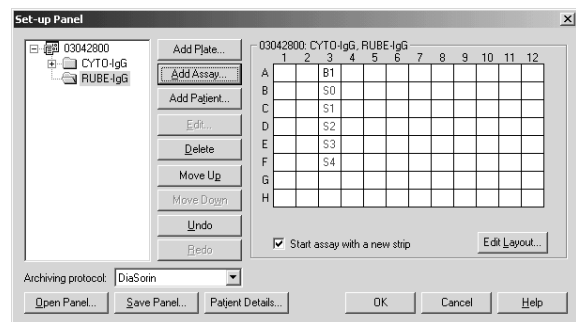 Set-up Panel
03042800
CYTO-IgG
RUBE-IgG
Add Plate...
Add Assay...
Add Patient...
Edit...
Delete
Move Up
Move Down
Undo
Redo
03042800: CYTO-IgG, RUBE-IgG
1 2 3 4 5 6 7 8 9 10 11 12
A B1
B S0
C S1
D S2
E S3
F S4
G
H
Start assay with a new strip
Edit Layout...
Archiving protocol: DiaSorin
Open Panel... Save Panel... Patient Details... OK Cancel Help